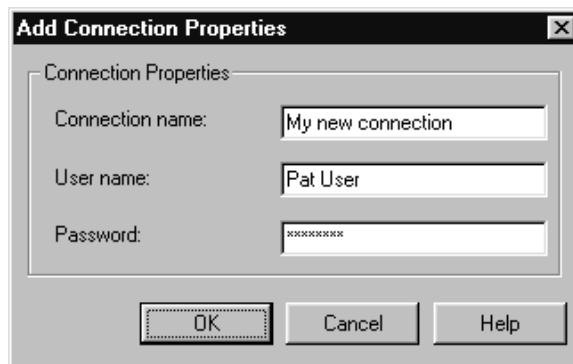 Add Connection Properties
Connection Properties
Connection name: My new connection
User name: Pat User
Password: ********
OK Cancel Help